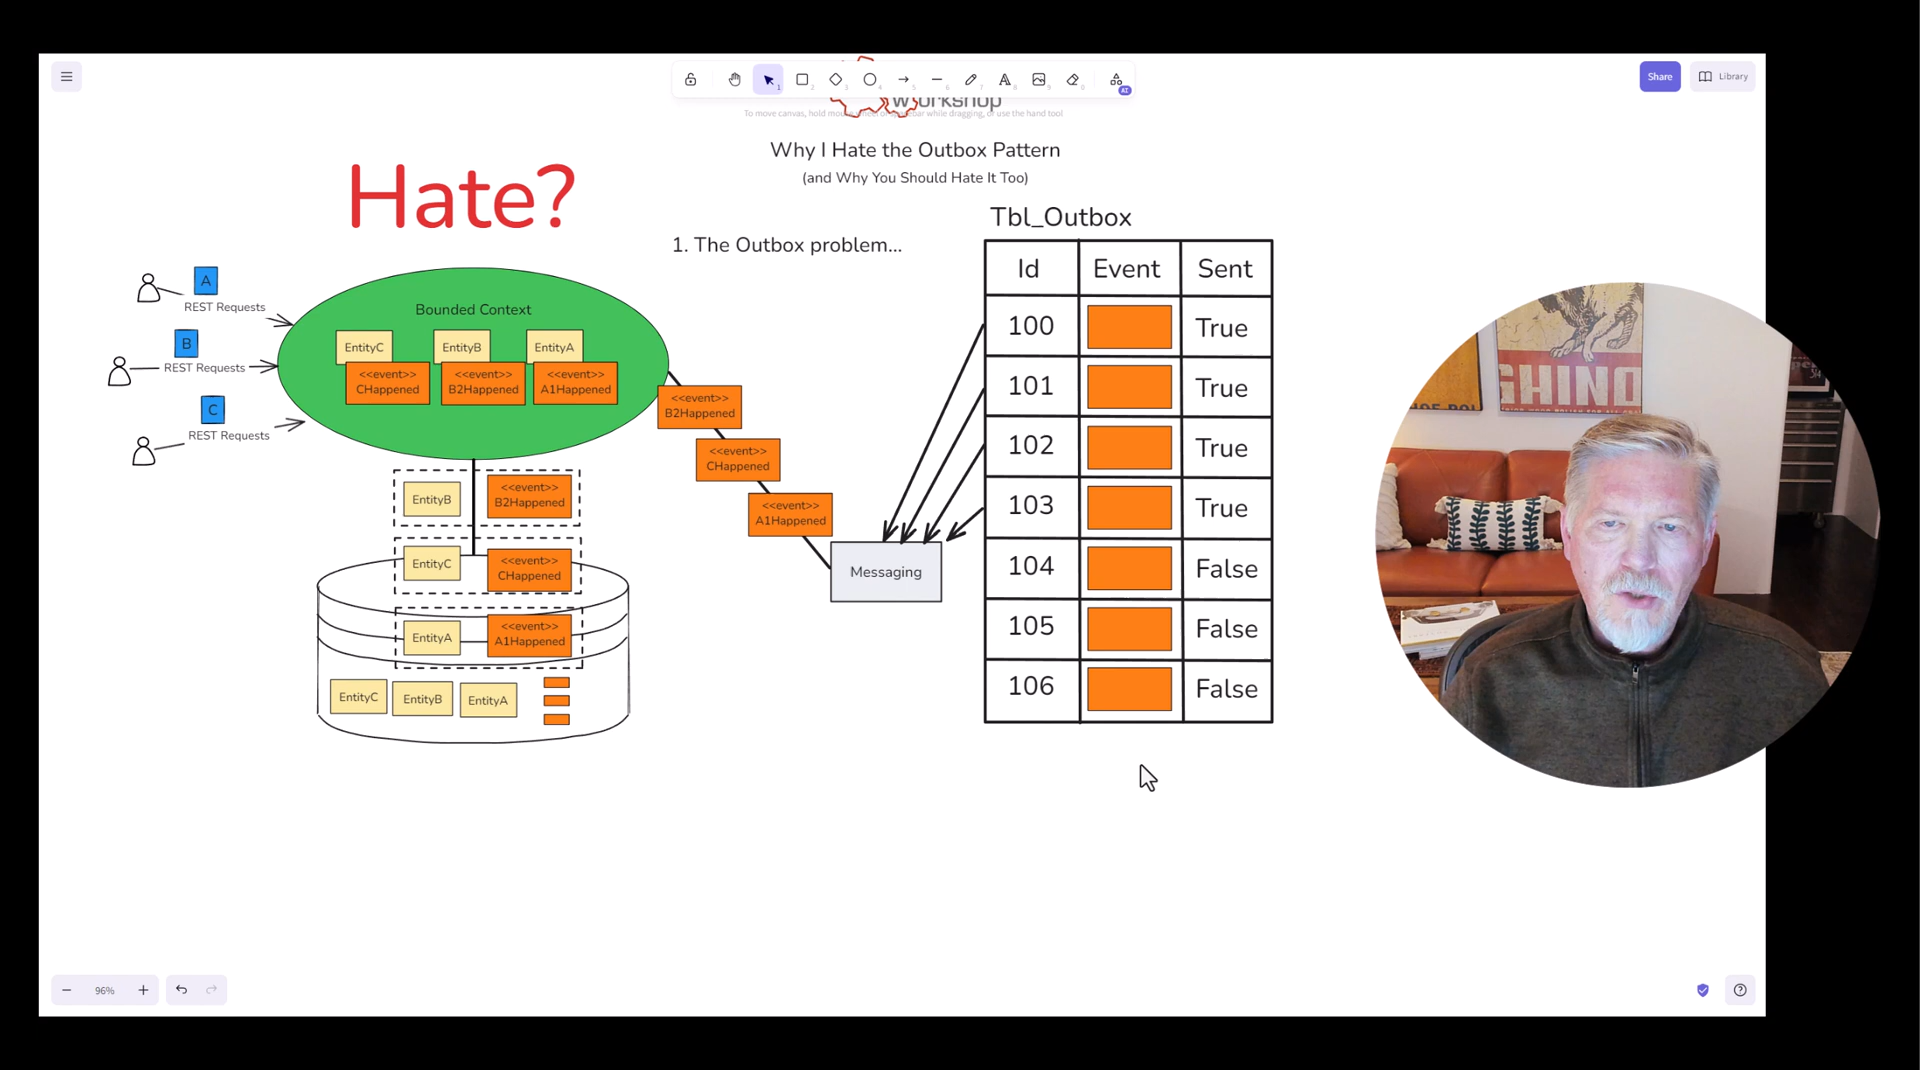 Share
Library
workshop
To move canvas, hold mouse wheel or spacebar while dragging, or use the hand tool
Why I Hate the Outbox Pattern
(and Why You Should Hate It Too)
Hate?
1. The Outbox problem...
Tbl_Outbox
Id Event Sent
100 True
101 True
102 True
103 True
104 False
105 False
106 False
A
REST Requests
B
REST Requests
C
REST Requests
Bounded Context
EntityC
EntityB
EntityA
<<event>>
CHappened
<<event>>
B2Happened
<<event>>
A1Happened
<<event>>
B2Happened
<<event>>
CHappened
<<event>>
A1Happened
Messaging
EntityB
<<event>>
B2Happened
EntityC
<<event>>
CHappened
EntityA
<<event>>
A1Happened
EntityC
EntityB
EntityA
SHINO
96%
AI